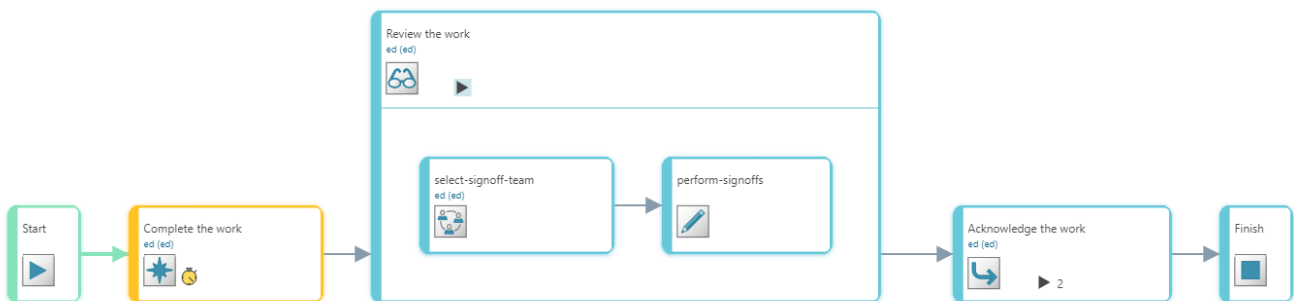 Start
Complete the work
ed (ed)
Review the work
ed (ed)
select-signoff-team
ed (ed)
perform-signoffs
Acknowledge the work
ed (ed)
2
Finish